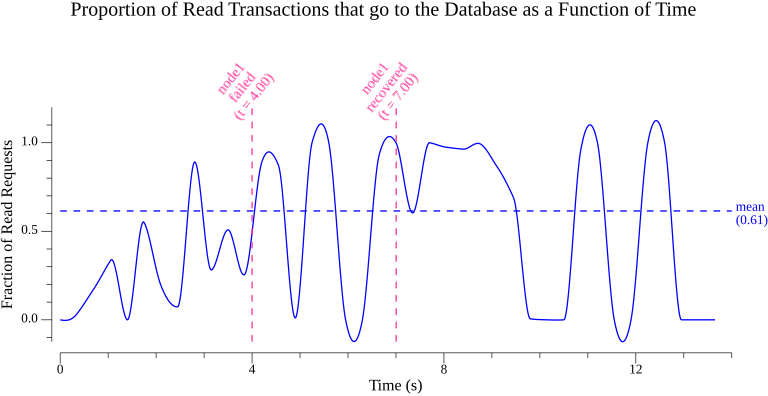 Proportion of Read Transactions that go to the Database as a Function of Time
node1
failed
(t = 4.00)
node1
recovered
(t = 7.00)
Fraction of Read Requests
1.0
0.5
0.0
mean
(0.61)
0
4
8
12
Time (s)